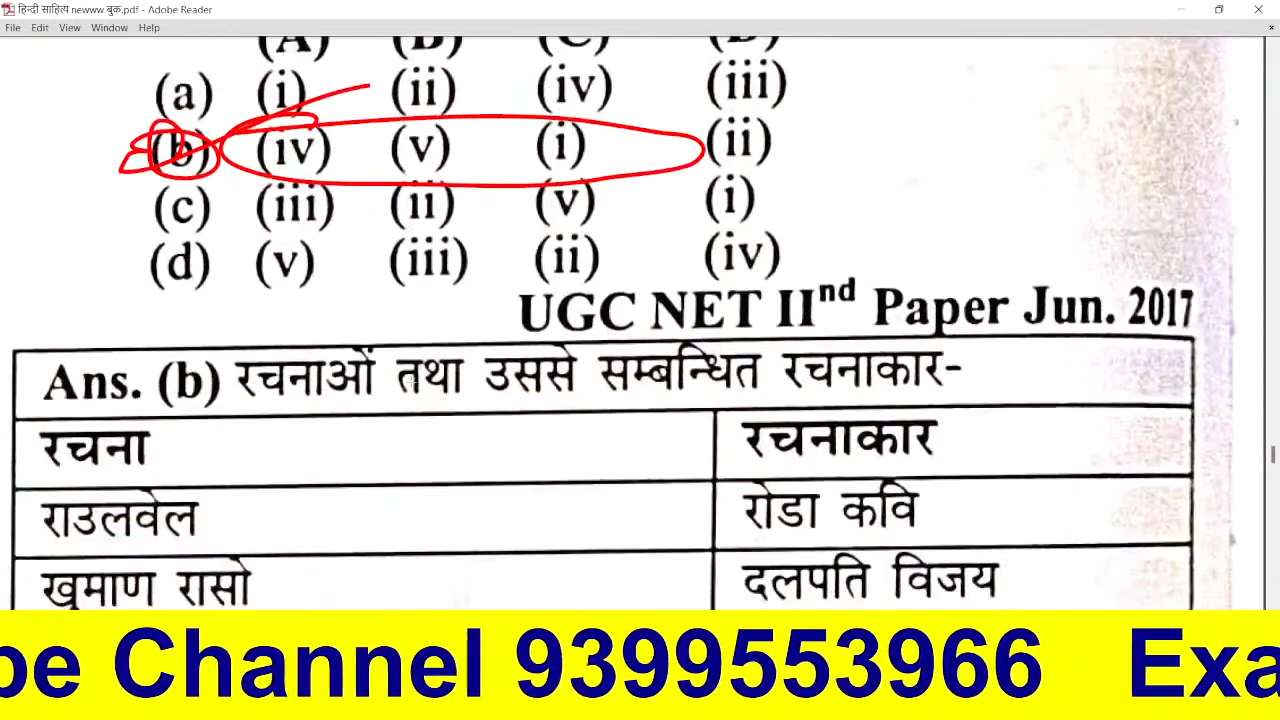 हिन्दी साहित्य newww बुक.pdf - Adobe Reader
File Edit View Window Help
(A) (B) (C) (D)
(a) (i) (ii) (iv) (iii)
(b) (iv) (v) (i) (ii)
(c) (iii) (ii) (v) (i)
(d) (v) (iii) (ii) (iv)
UGC NET IInd Paper Jun. 2017
Ans. (b) रचनाओं तथा उससे सम्बन्धित रचनाकार-
रचना रचनाकार
राउलवेल रोडा कवि
खुमाण रासो दलपति विजय
be Channel 9399553966 Exa